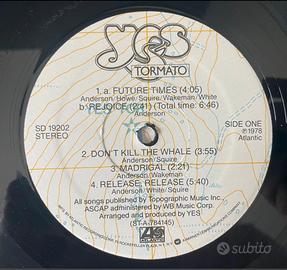 YES
TORMATO
1. a. FUTURE TIMES (4:05)
Anderson/Howe/Squire/Wakeman/White
b. REJOICE (2:41) (Total time: 6:46)
Anderson
SD 19202
STEREO
SIDE ONE
℗1978
Atlantic
2. DON'T KILL THE WHALE (3:55)
Anderson/Squire
3. MADRIGAL (2:21)
Anderson/Wakeman
4. RELEASE, RELEASE (5:40)
Anderson/White/Squire
All songs published by Topographic Music Inc.
ASCAP administered by WB Music Corp.
Arranged and produced by YES
(ST-A-784145)
subito